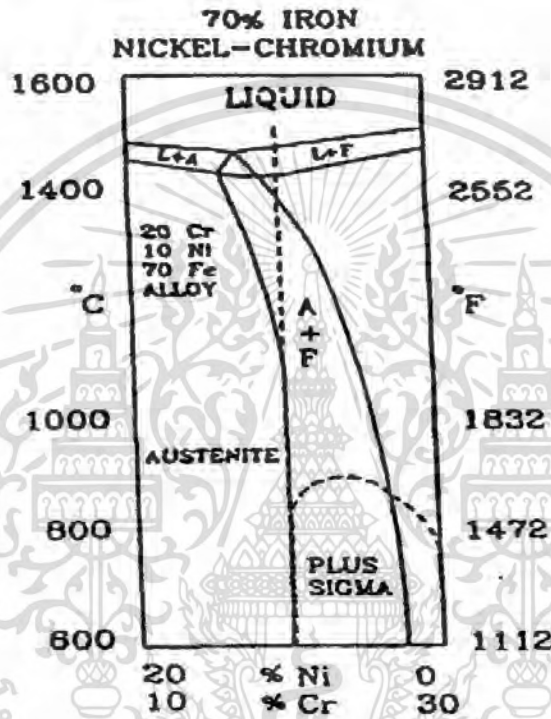 70% IRON
NICKEL-CHROMIUM
1600 LIQUID 2912
L+A L+F
1400 2552
20 Cr
10 Ni
70 Fe
ALLOY
°C °F
A
+
F
1000 1832
AUSTENITE
800 1472
PLUS
SIGMA
600 1112
20 % Ni 0
10 % Cr 30